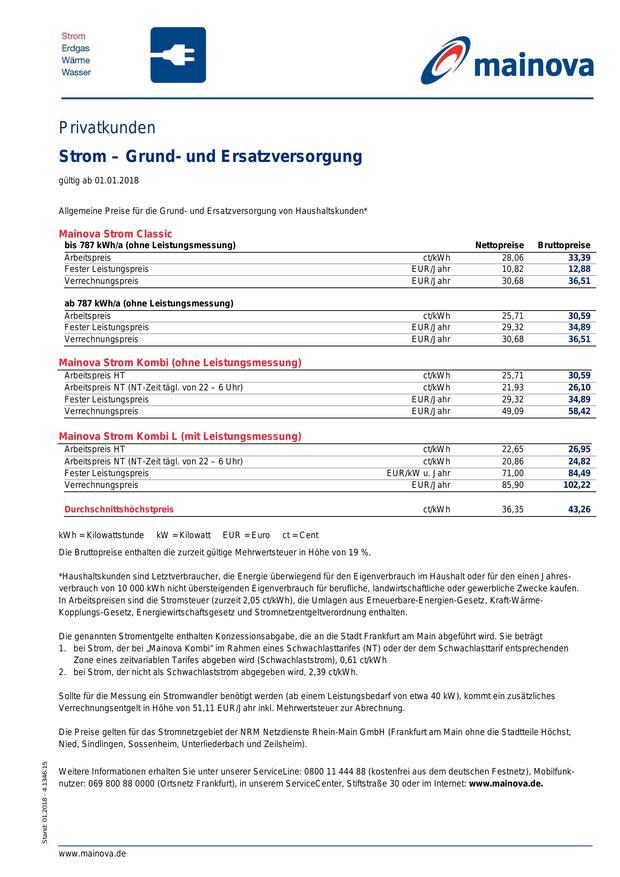 Strom
Erdgas
Wärme
Wasser
mainova
Privatkunden
Strom – Grund- und Ersatzversorgung
gültig ab 01.01.2018
Allgemeine Preise für die Grund- und Ersatzversorgung von Haushaltskunden*
Mainova Strom Classic
bis 787 kWh/a (ohne Leistungsmessung) Nettopreise Bruttopreise
Arbeitspreis ct/kWh 28,06 33,39
Fester Leistungspreis EUR/Jahr 10,82 12,88
Verrechnungspreis EUR/Jahr 30,68 36,51
ab 787 kWh/a (ohne Leistungsmessung)
Arbeitspreis ct/kWh 25,71 30,59
Fester Leistungspreis EUR/Jahr 29,32 34,89
Verrechnungspreis EUR/Jahr 30,68 36,51
Mainova Strom Kombi (ohne Leistungsmessung)
Arbeitspreis HT ct/kWh 25,71 30,59
Arbeitspreis NT (NT-Zeit tägl. von 22 – 6 Uhr) ct/kWh 21,93 26,10
Fester Leistungspreis EUR/Jahr 29,32 34,89
Verrechnungspreis EUR/Jahr 49,09 58,42
Mainova Strom Kombi L (mit Leistungsmessung)
Arbeitspreis HT ct/kWh 22,65 26,95
Arbeitspreis NT (NT-Zeit tägl. von 22 – 6 Uhr) ct/kWh 20,86 24,82
Fester Leistungspreis EUR/kW u. Jahr 71,00 84,49
Verrechnungspreis EUR/Jahr 85,90 102,22
Durchschnittshöchstpreis ct/kWh 36,35 43,26
kWh = Kilowattstunde kW = Kilowatt EUR = Euro ct = Cent
Die Bruttopreise enthalten die zurzeit gültige Mehrwertsteuer in Höhe von 19 %.
*Haushaltskunden sind Letztverbraucher, die Energie überwiegend für den Eigenverbrauch im Haushalt oder für den einen Jahres-
verbrauch von 10 000 kWh nicht übersteigenden Eigenverbrauch für berufliche, landwirtschaftliche oder gewerbliche Zwecke kaufen.
In Arbeitspreisen sind die Stromsteuer (zurzeit 2,05 ct/kWh), die Umlagen aus Erneuerbare-Energien-Gesetz, Kraft-Wärme-
Kopplungs-Gesetz, Energiewirtschaftsgesetz und Stromnetzentgeltverordnung enthalten.
Die genannten Stromentgelte enthalten Konzessionsabgabe, die an die Stadt Frankfurt am Main abgeführt wird. Sie beträgt
1. bei Strom, der bei „Mainova Kombi“ im Rahmen eines Schwachlasttarifes (NT) oder der dem Schwachlasttarif entsprechenden
Zone eines zeitvariablen Tarifes abgeben wird (Schwachlaststrom), 0,61 ct/kWh
2. bei Strom, der nicht als Schwachlaststrom abgegeben wird, 2,39 ct/kWh.
Sollte für die Messung ein Stromwandler benötigt werden (ab einem Leistungsbedarf von etwa 40 kW), kommt ein zusätzliches
Verrechnungsentgelt in Höhe von 51,11 EUR/Jahr inkl. Mehrwertsteuer zur Abrechnung.
Die Preise gelten für das Stromnetzgebiet der NRM Netzdienste Rhein-Main GmbH (Frankfurt am Main ohne die Stadtteile Höchst,
Nied, Sindlingen, Sossenheim, Unterliederbach und Zeilsheim).
Weitere Informationen erhalten Sie unter unserer ServiceLine: 0800 11 444 88 (kostenfrei aus dem deutschen Festnetz), Mobilfunk-
nutzer: 069 800 88 0000 (Ortsnetz Frankfurt), in unserem ServiceCenter, Stiftstraße 30 oder im Internet: www.mainova.de.
Stand: 01.2018 - 4.1346.15
www.mainova.de